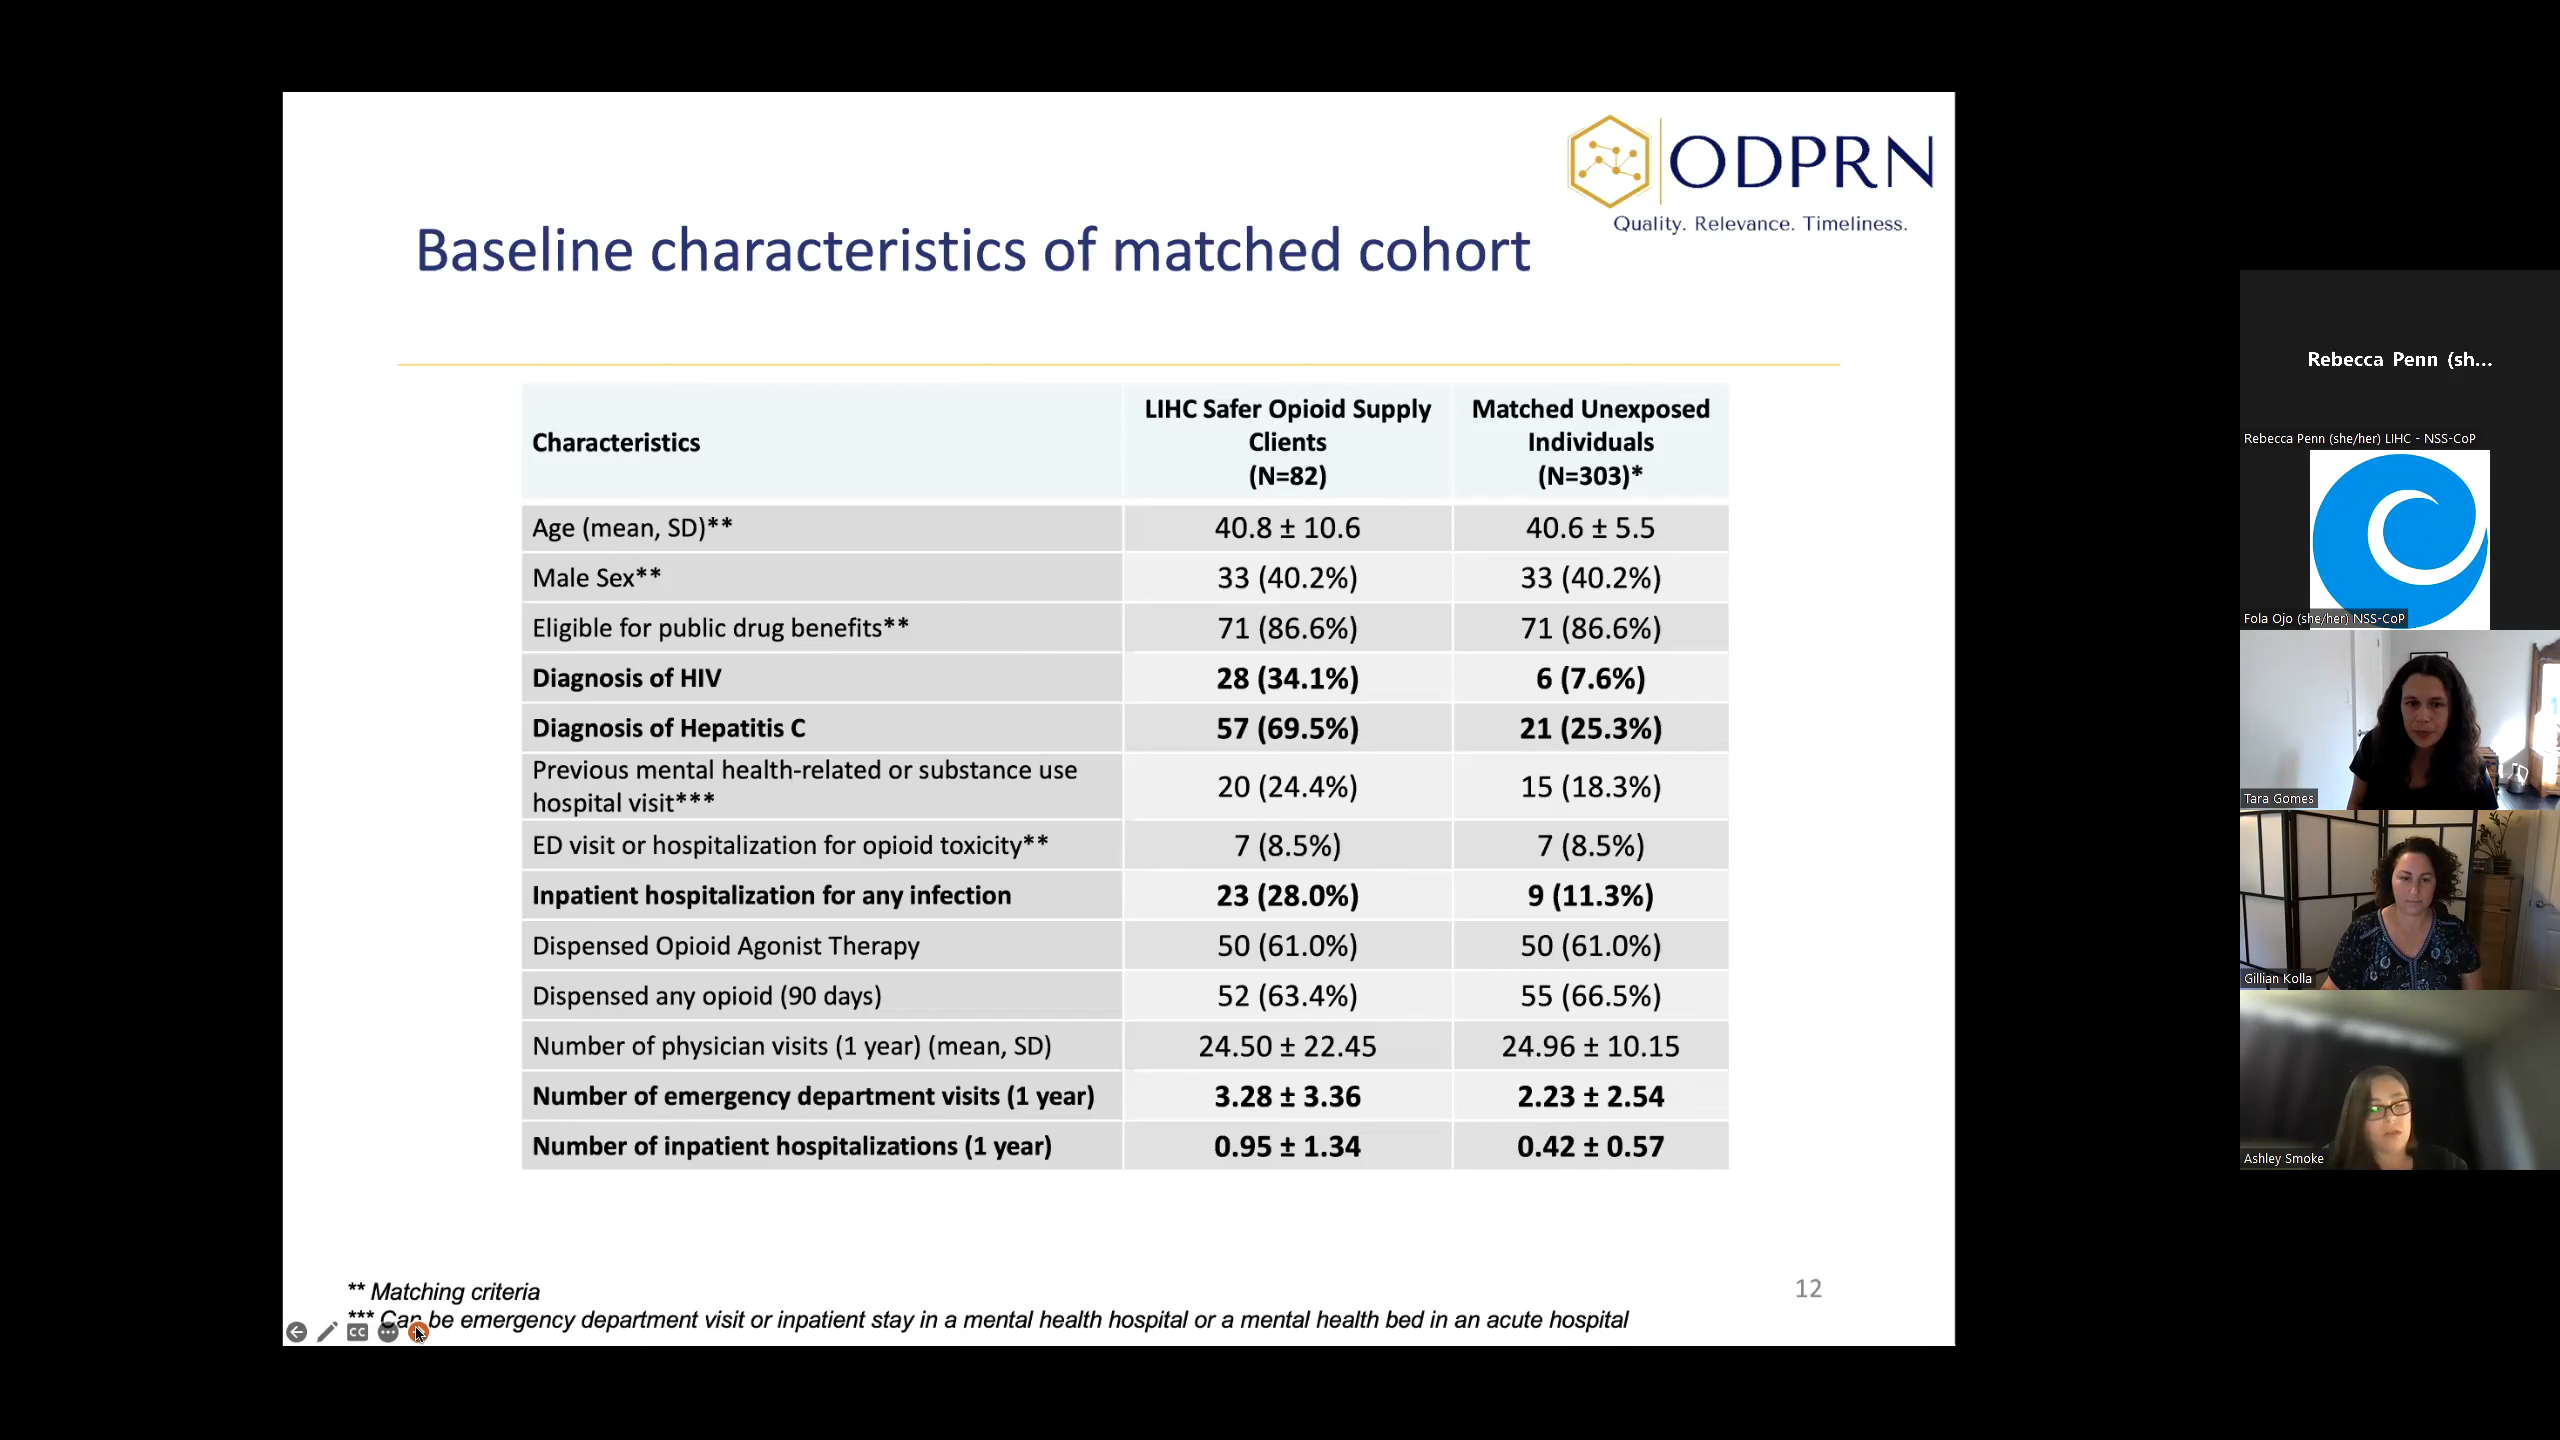 ODPRN
Quality. Relevance. Timeliness.
Baseline characteristics of matched cohort
Characteristics
LIHC Safer Opioid Supply
Clients
(N=82)
Matched Unexposed
Individuals
(N=303)*
Age (mean, SD)** 40.8 ± 10.6 40.6 ± 5.5
Male Sex** 33 (40.2%) 33 (40.2%)
Eligible for public drug benefits** 71 (86.6%) 71 (86.6%)
Diagnosis of HIV 28 (34.1%) 6 (7.6%)
Diagnosis of Hepatitis C 57 (69.5%) 21 (25.3%)
Previous mental health-related or substance use
hospital visit*** 20 (24.4%) 15 (18.3%)
ED visit or hospitalization for opioid toxicity** 7 (8.5%) 7 (8.5%)
Inpatient hospitalization for any infection 23 (28.0%) 9 (11.3%)
Dispensed Opioid Agonist Therapy 50 (61.0%) 50 (61.0%)
Dispensed any opioid (90 days) 52 (63.4%) 55 (66.5%)
Number of physician visits (1 year) (mean, SD) 24.50 ± 22.45 24.96 ± 10.15
Number of emergency department visits (1 year) 3.28 ± 3.36 2.23 ± 2.54
Number of inpatient hospitalizations (1 year) 0.95 ± 1.34 0.42 ± 0.57
** Matching criteria
*** Can be emergency department visit or inpatient stay in a mental health hospital or a mental health bed in an acute hospital
12
CC
Rebecca Penn (sh...
Rebecca Penn (she/her) LIHC - NSS-CoP
Fola Ojo (she/her) NSS-CoP
Tara Gomes
Gillian Kolla
Ashley Smoke